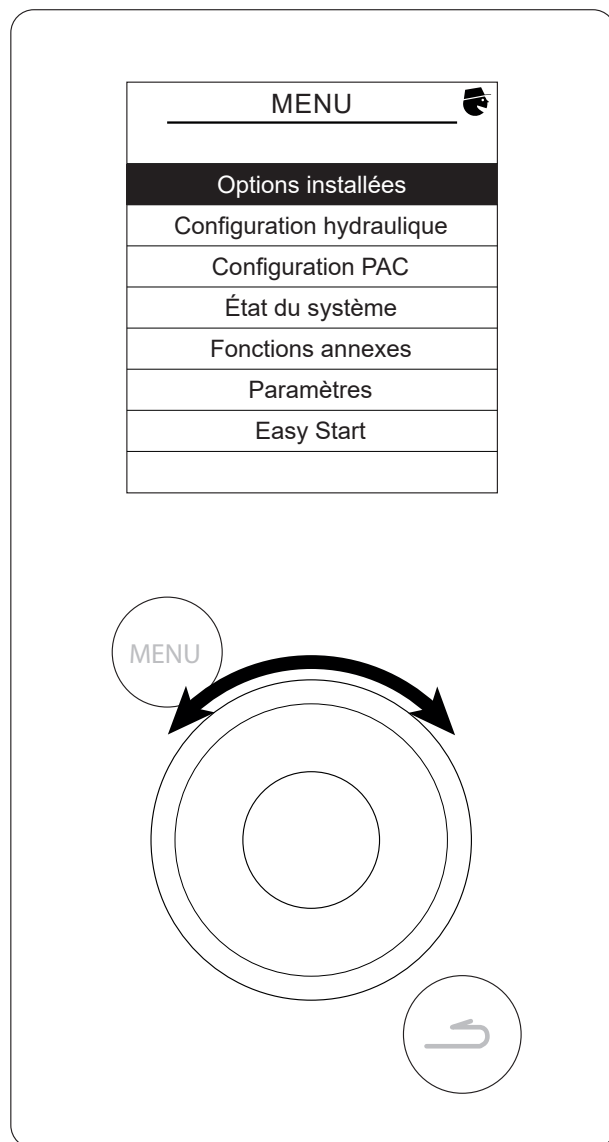 MENU
Options installées
Configuration hydraulique
Configuration PAC
État du système
Fonctions annexes
Paramètres
Easy Start
MENU